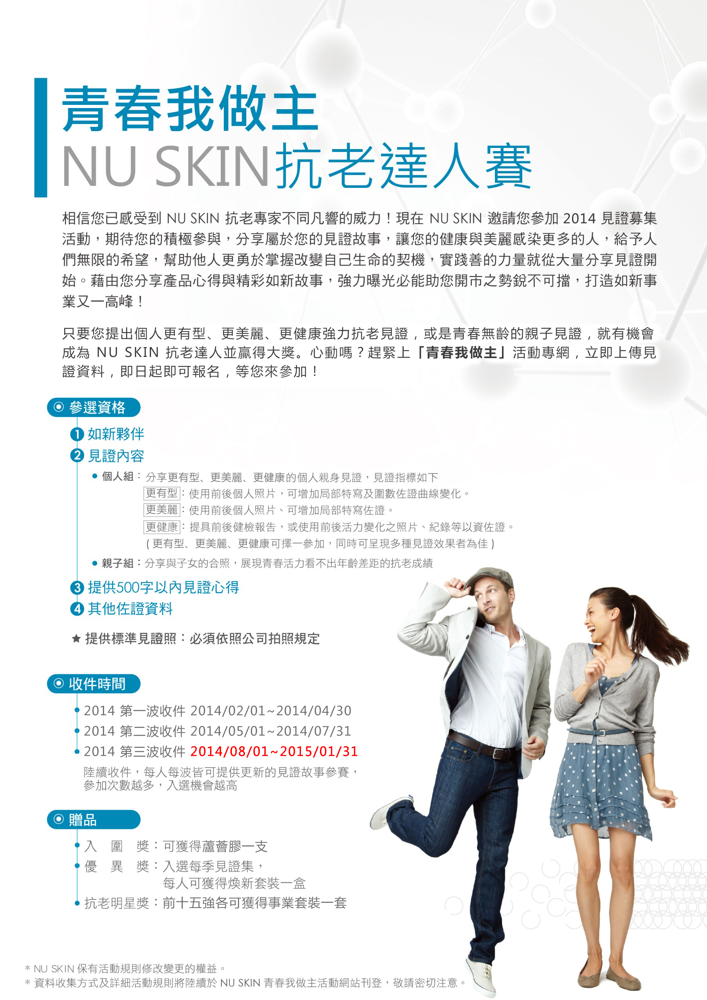 青春我做主
NU SKIN抗老達人賽
相信您已感受到 NU SKIN 抗老專家不同凡響的威力！現在 NU SKIN 邀請您參加 2014 見證募集
活動，期待您的積極參與，分享屬於您的見證故事，讓您的健康與美麗感染更多的人，給予人
們無限的希望，幫助他人更勇於掌握改變自己生命的契機，實踐善的力量就從大量分享見證開
始。藉由您分享產品心得與精彩如新故事，強力曝光必能助您開市之勢銳不可擋，打造如新事
業又一高峰！
只要您提出個人更有型、更美麗、更健康強力抗老見證，或是青春無齡的親子見證，就有機會
成為 NU SKIN 抗老達人並贏得大獎。心動嗎？趕緊上「青春我做主」活動專網，立即上傳見
證資料，即日起即可報名，等您來參加！
參選資格
1 如新夥伴
2 見證內容
• 個人組：分享更有型、更美麗、更健康的個人親身見證，見證指標如下
更有型：使用前後個人照片，可增加局部特寫及圍數佐證曲線變化。
更美麗：使用前後個人照片、可增加局部特寫佐證。
更健康：提具前後健檢報告，或使用前後活力變化之照片、紀錄等以資佐證。
(更有型、更美麗、更健康可擇一參加，同時可呈現多種見證效果者為佳)
• 親子組：分享與子女的合照，展現青春活力看不出年齡差距的抗老成績
3 提供500字以內見證心得
4 其他佐證資料
★ 提供標準見證照：必須依照公司拍照規定
收件時間
• 2014 第一波收件 2014/02/01~2014/04/30
• 2014 第二波收件 2014/05/01~2014/07/31
• 2014 第三波收件 2014/08/01~2015/01/31
陸續收件，每人每波皆可提供更新的見證故事參賽，
參加次數越多，入選機會越高
贈品
• 入 圍 獎：可獲得蘆薈膠一支
• 優 異 獎：入選每季見證集，
每人可獲得煥新套裝一盒
• 抗老明星獎：前十五強各可獲得事業套裝一套
* NU SKIN 保有活動規則修改變更的權益。
* 資料收集方式及詳細活動規則將陸續於 NU SKIN 青春我做主活動網站刊登，敬請密切注意。